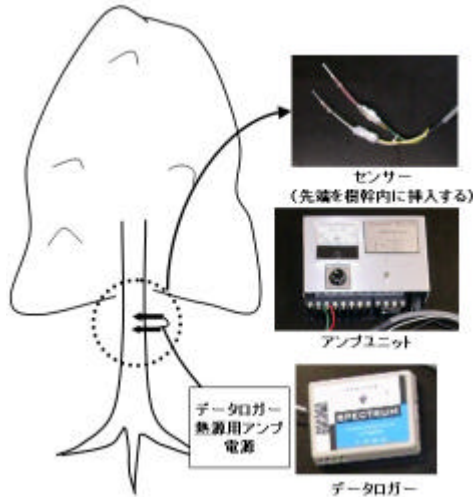 センサー
(先端を樹幹内に挿入する)
アンプユニット
データロガー
熱源用アンプ
電源
SPECTRUM
データロガー